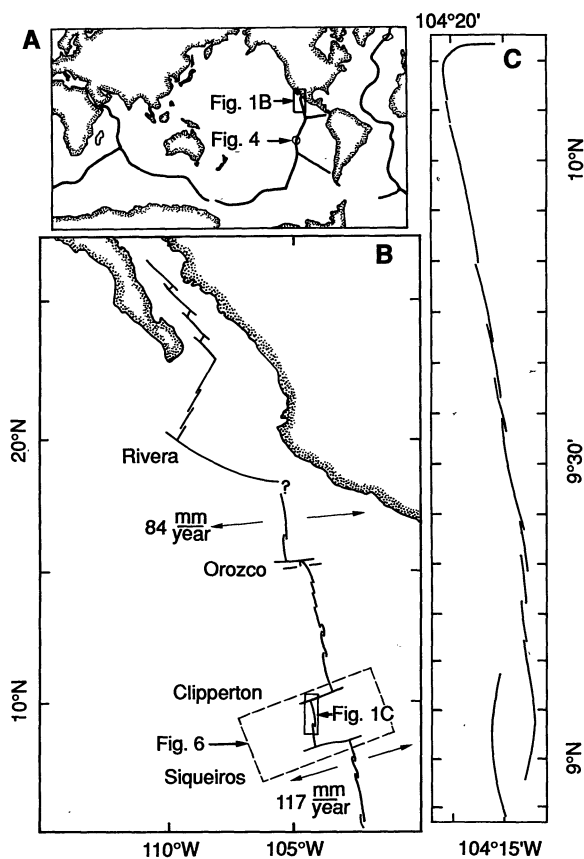 A
Fig. 1B
Fig. 4
104°20'
C
10°N
9°30'
9°N
104°15'W
B
20°N
10°N
Rivera
?
84 mm
year
Orozco
Clipperton
Fig. 1C
Fig. 6
Siqueiros
117 mm
year
110°W
105°W